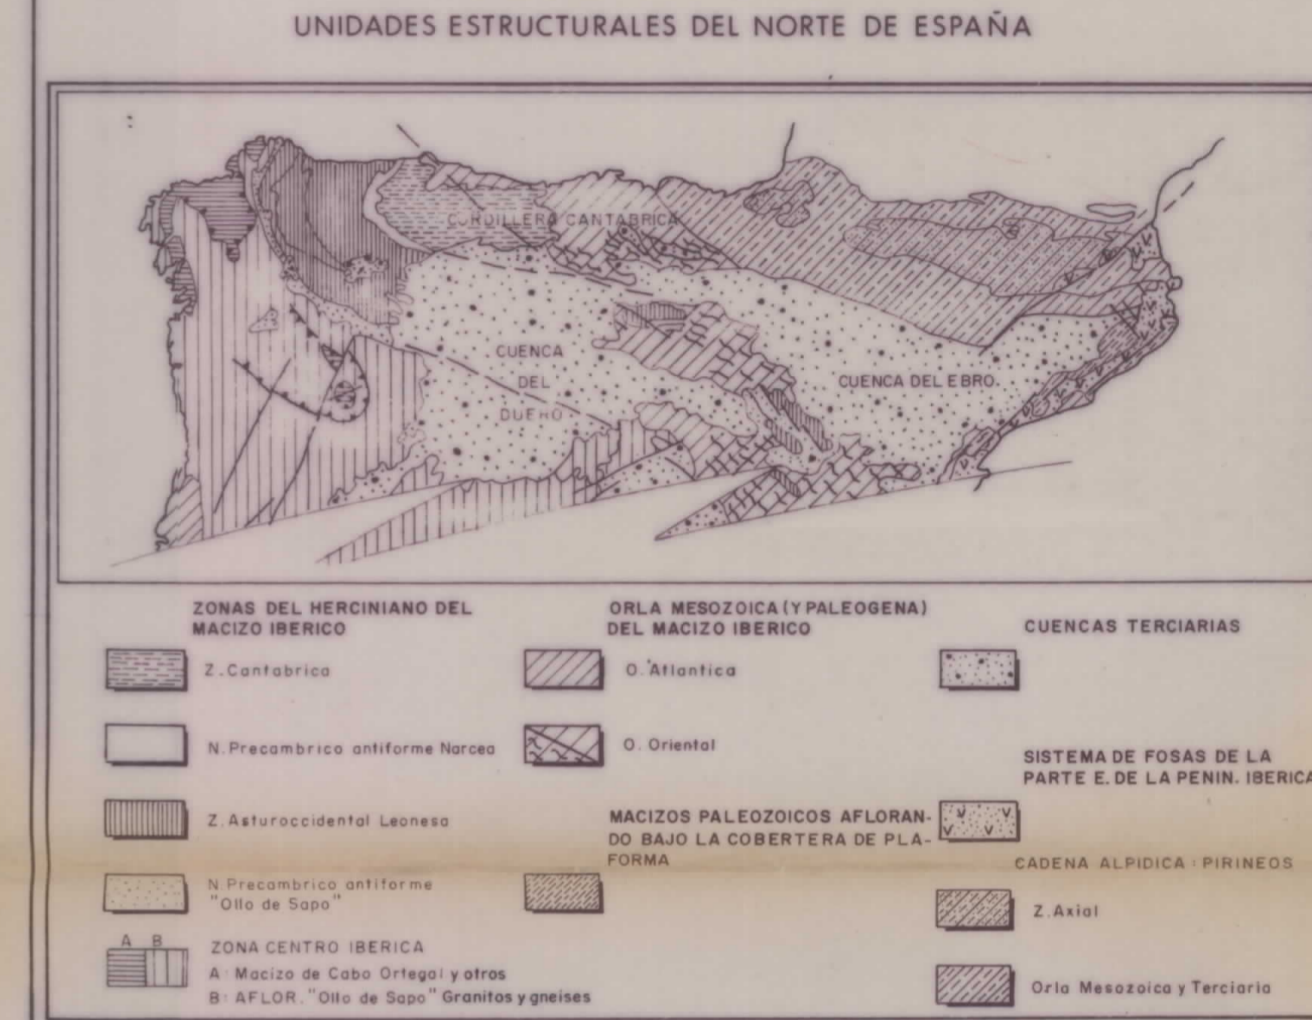 UNIDADES ESTRUCTURALES DEL NORTE DE ESPAÑA
CORDILLERA CANTABRICA
CUENCA
DEL
DUERO
CUENCA DEL EBRO.
ZONAS DEL HERCINIANO DEL
MACIZO IBERICO
Z. Cantabrica
N. Precambrico antiforme Narcea
Z. Asturoccidental Leonesa
N. Precambrico antiforme
"Ollo de Sapo"
A B
ZONA CENTRO IBERICA
A: Macizo de Cabo Ortegal y otros
B: AFLOR. "Ollo de Sapo" Granitos y gneises
ORLA MESOZOICA (Y PALEOGENA)
DEL MACIZO IBERICO
O. Atlantica
O. Oriental
MACIZOS PALEOZOICOS AFLORAN-
DO BAJO LA COBERTERA DE PLA-
FORMA
CUENCAS TERCIARIAS
SISTEMA DE FOSAS DE LA
PARTE E. DE LA PENIN. IBERICA
CADENA ALPIDICA: PIRINEOS
Z. Axial
Orla Mesozoica y Terciaria